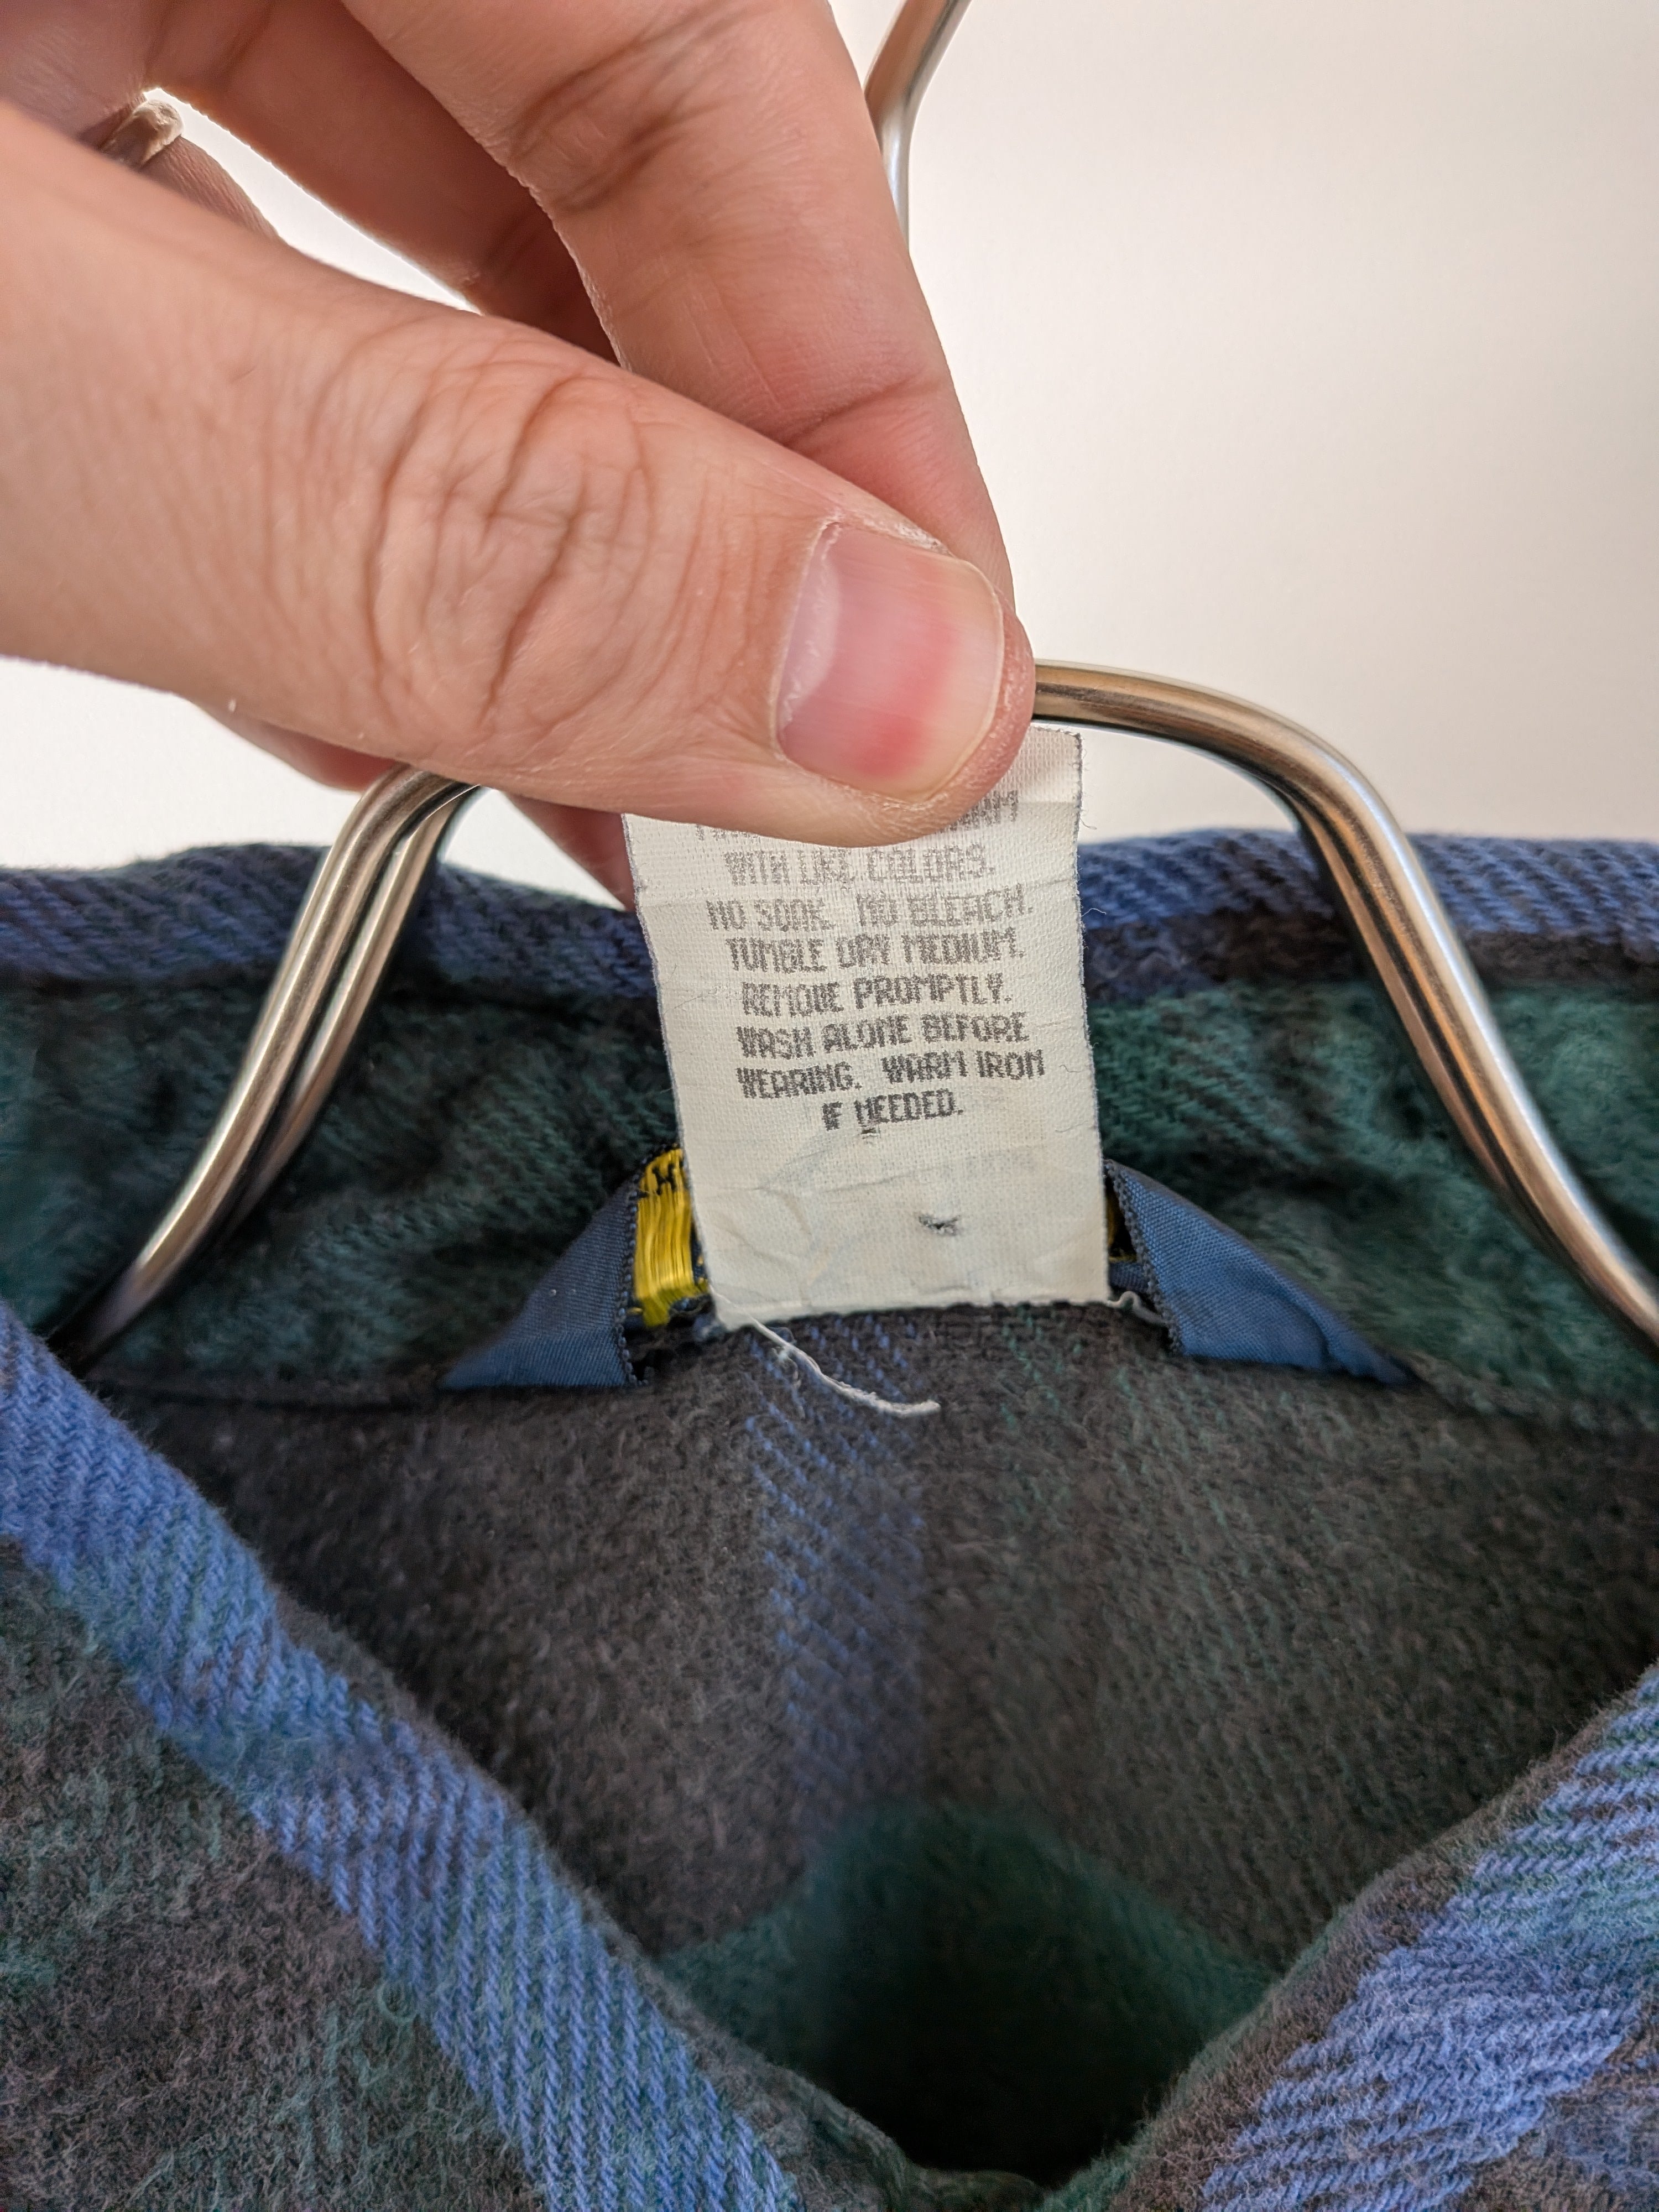 WITH LIKE COLORS.
NO SOAK. NO BLEACH.
TUMBLE DRY MEDIUM.
REMOVE PROMPTLY.
WASH ALONE BEFORE
WEARING. WARM IRON
IF NEEDED.
H